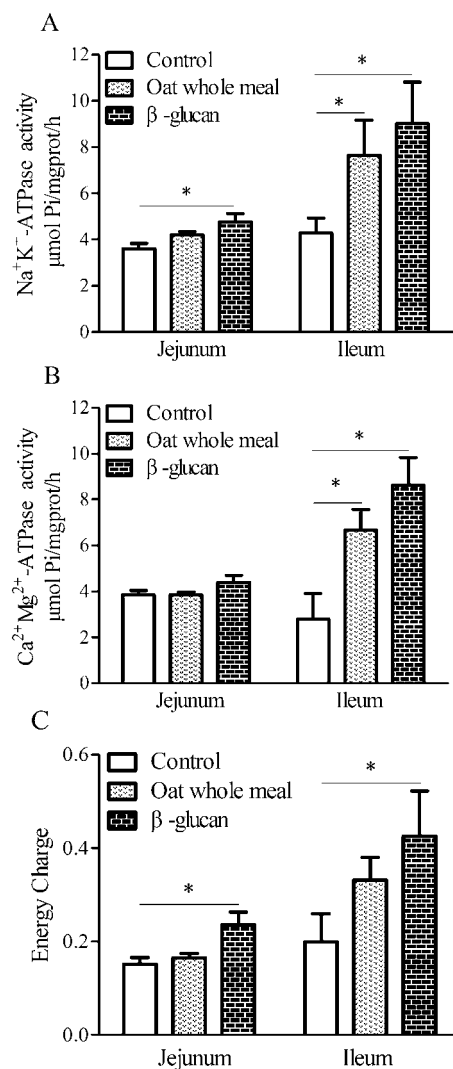 A
Na⁺K⁻-ATPase activity
μmol Pi/mgprot/h
12
10
8
6
4
2
0
Control
Oat whole meal
β -glucan
*
*
*
Jejunum
Ileum
B
Ca²⁺Mg²⁺-ATPase activity
μmol Pi/mgprot/h
12
10
8
6
4
2
0
Control
Oat whole meal
β -glucan
*
*
Jejunum
Ileum
C
Energy Charge
0.6
0.4
0.2
0.0
Control
Oat whole meal
β -glucan
*
*
Jejunum
Ileum